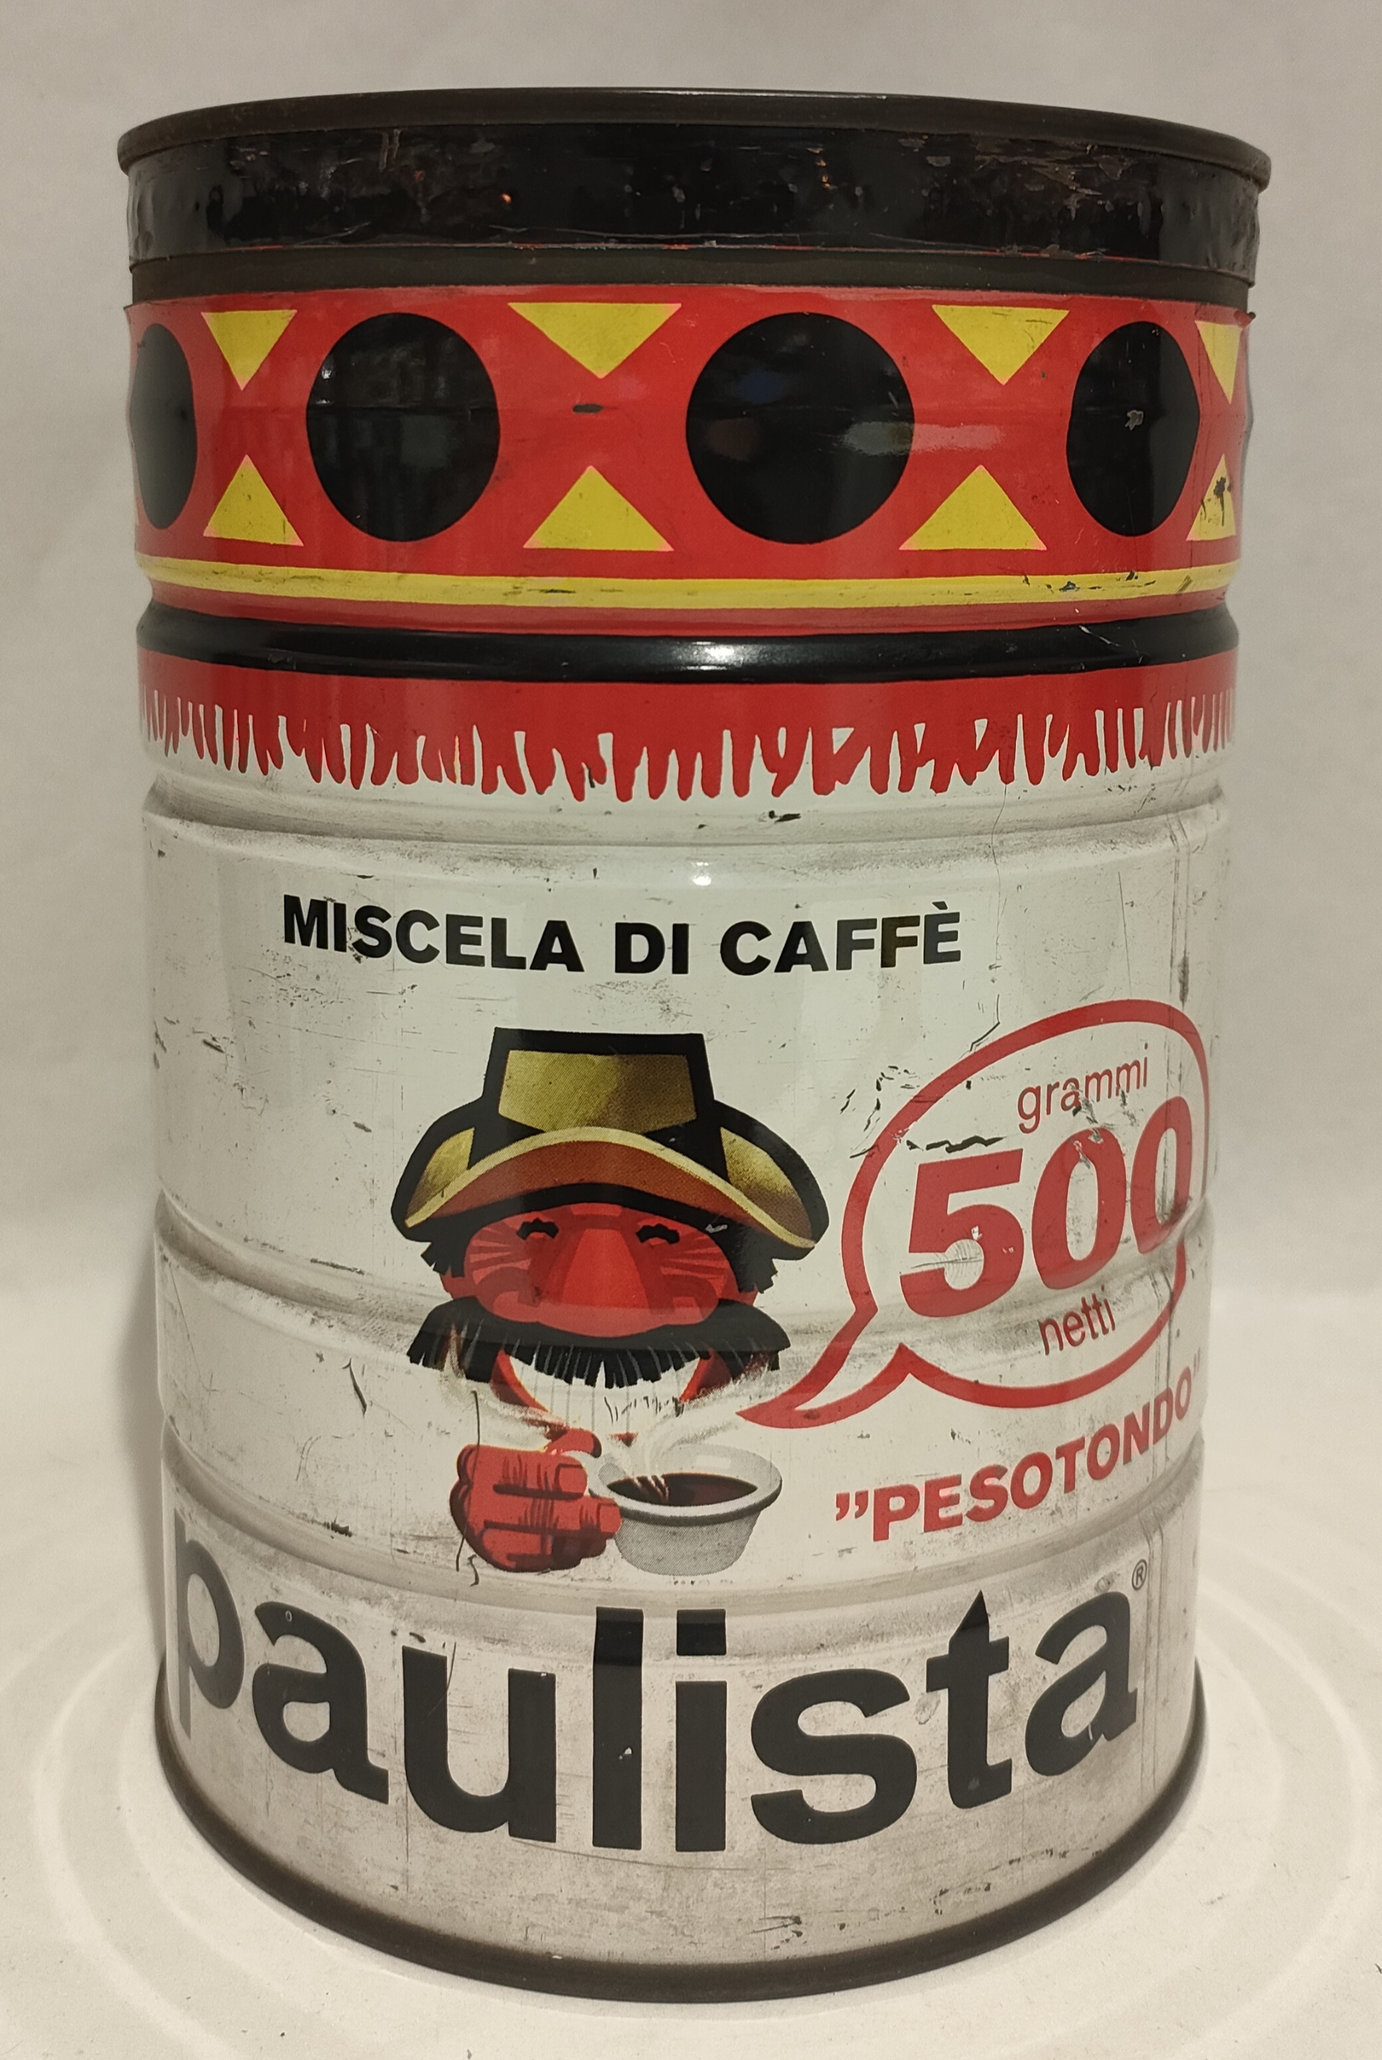 MISCELA DI CAFFÈ
grammi
500
netti
”PESOTONDO”
paulista®